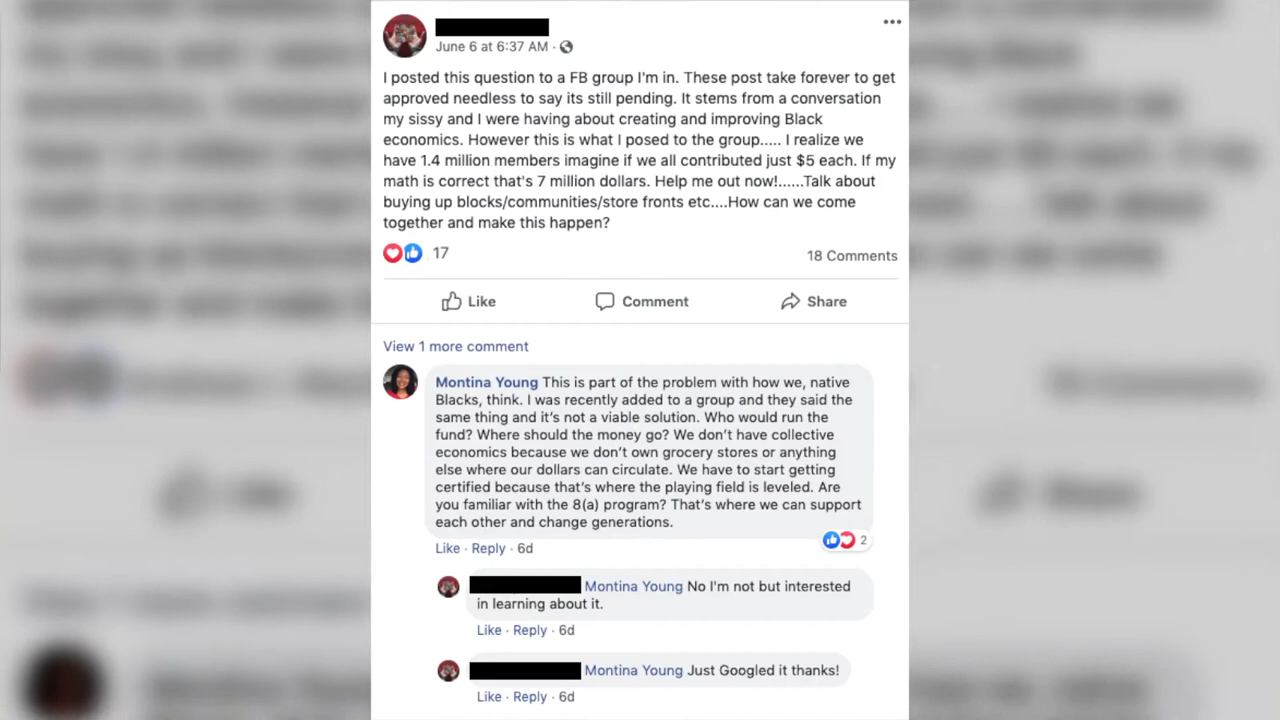 June 6 at 6:37 AM ·
I posted this question to a FB group I'm in. These post take forever to get
approved needless to say its still pending. It stems from a conversation
my sissy and I were having about creating and improving Black
economics. However this is what I posed to the group..... I realize we
have 1.4 million members imagine if we all contributed just $5 each. If my
math is correct that's 7 million dollars. Help me out now!......Talk about
buying up blocks/communities/store fronts etc....How can we come
together and make this happen?
17
18 Comments
Like Comment Share
View 1 more comment
Montina Young This is part of the problem with how we, native
Blacks, think. I was recently added to a group and they said the
same thing and it’s not a viable solution. Who would run the
fund? Where should the money go? We don’t have collective
economics because we don’t own grocery stores or anything
else where our dollars can circulate. We have to start getting
certified because that’s where the playing field is leveled. Are
you familiar with the 8(a) program? That’s where we can support
each other and change generations.
Like · Reply · 6d
2
Montina Young No I'm not but interested
in learning about it.
Like · Reply · 6d
Montina Young Just Googled it thanks!
Like · Reply · 6d